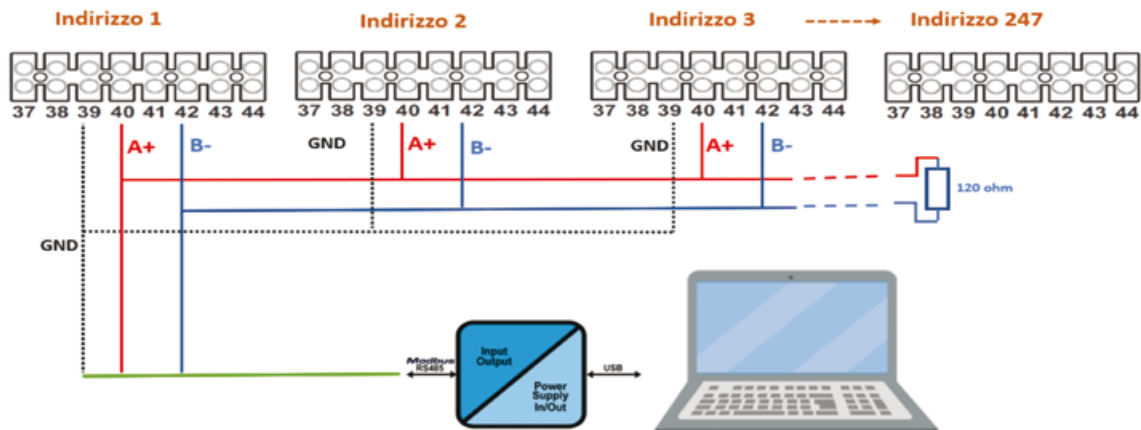 Indirizzo 1
Indirizzo 2
Indirizzo 3
Indirizzo 247
37 38 39 40 41 42 43 44
37 38 39 40 41 42 43 44
37 38 39 40 41 42 43 44
37 38 39 40 41 42 43 44
A+
B-
GND
A+
B-
GND
A+
B-
120 ohm
GND
Modbus
RS485
Input
Output
Power
Supply
In/Out
USB